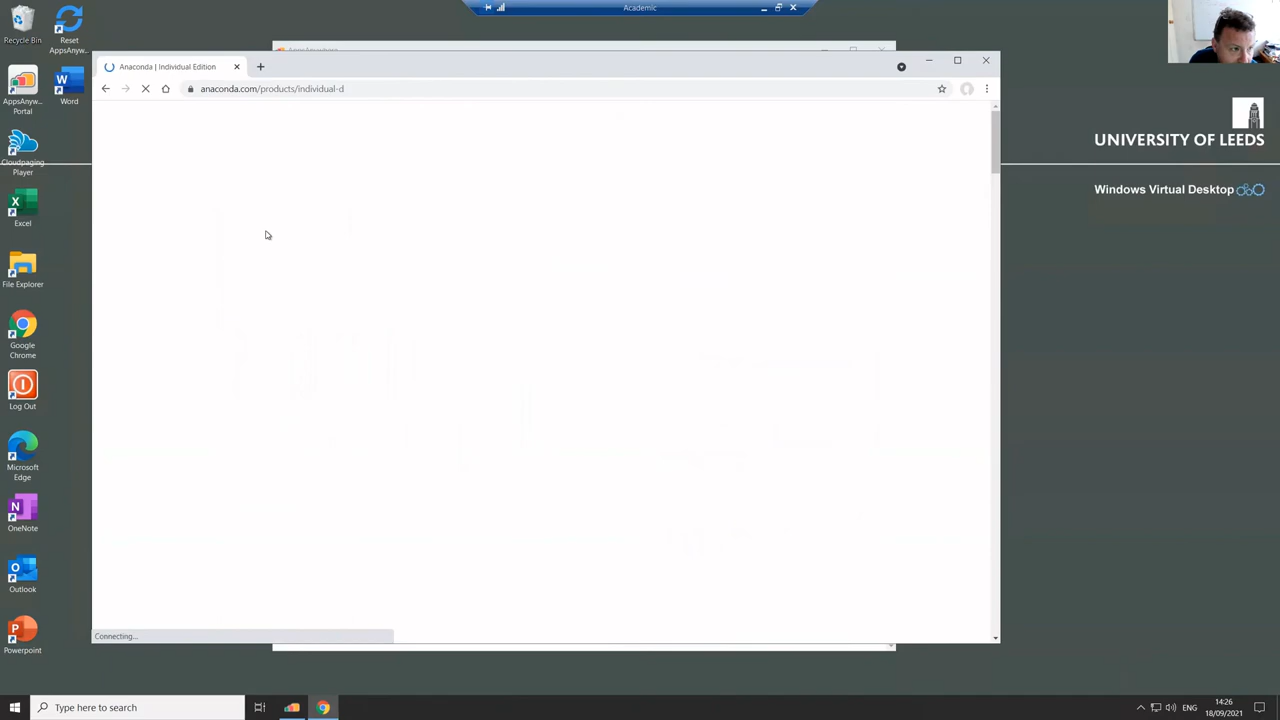 Academic
Recycle Bin
Reset
AppsAnyw...
AppsAnyw...
Portal
Word
Cloudpaging
Player
Excel
File Explorer
Google
Chrome
Log Out
Microsoft
Edge
OneNote
Outlook
Powerpoint
Anaconda | Individual Edition
anaconda.com/products/individual-d
Connecting...
UNIVERSITY OF LEEDS
Windows Virtual Desktop
Type here to search
ENG
14:26
18/09/2021